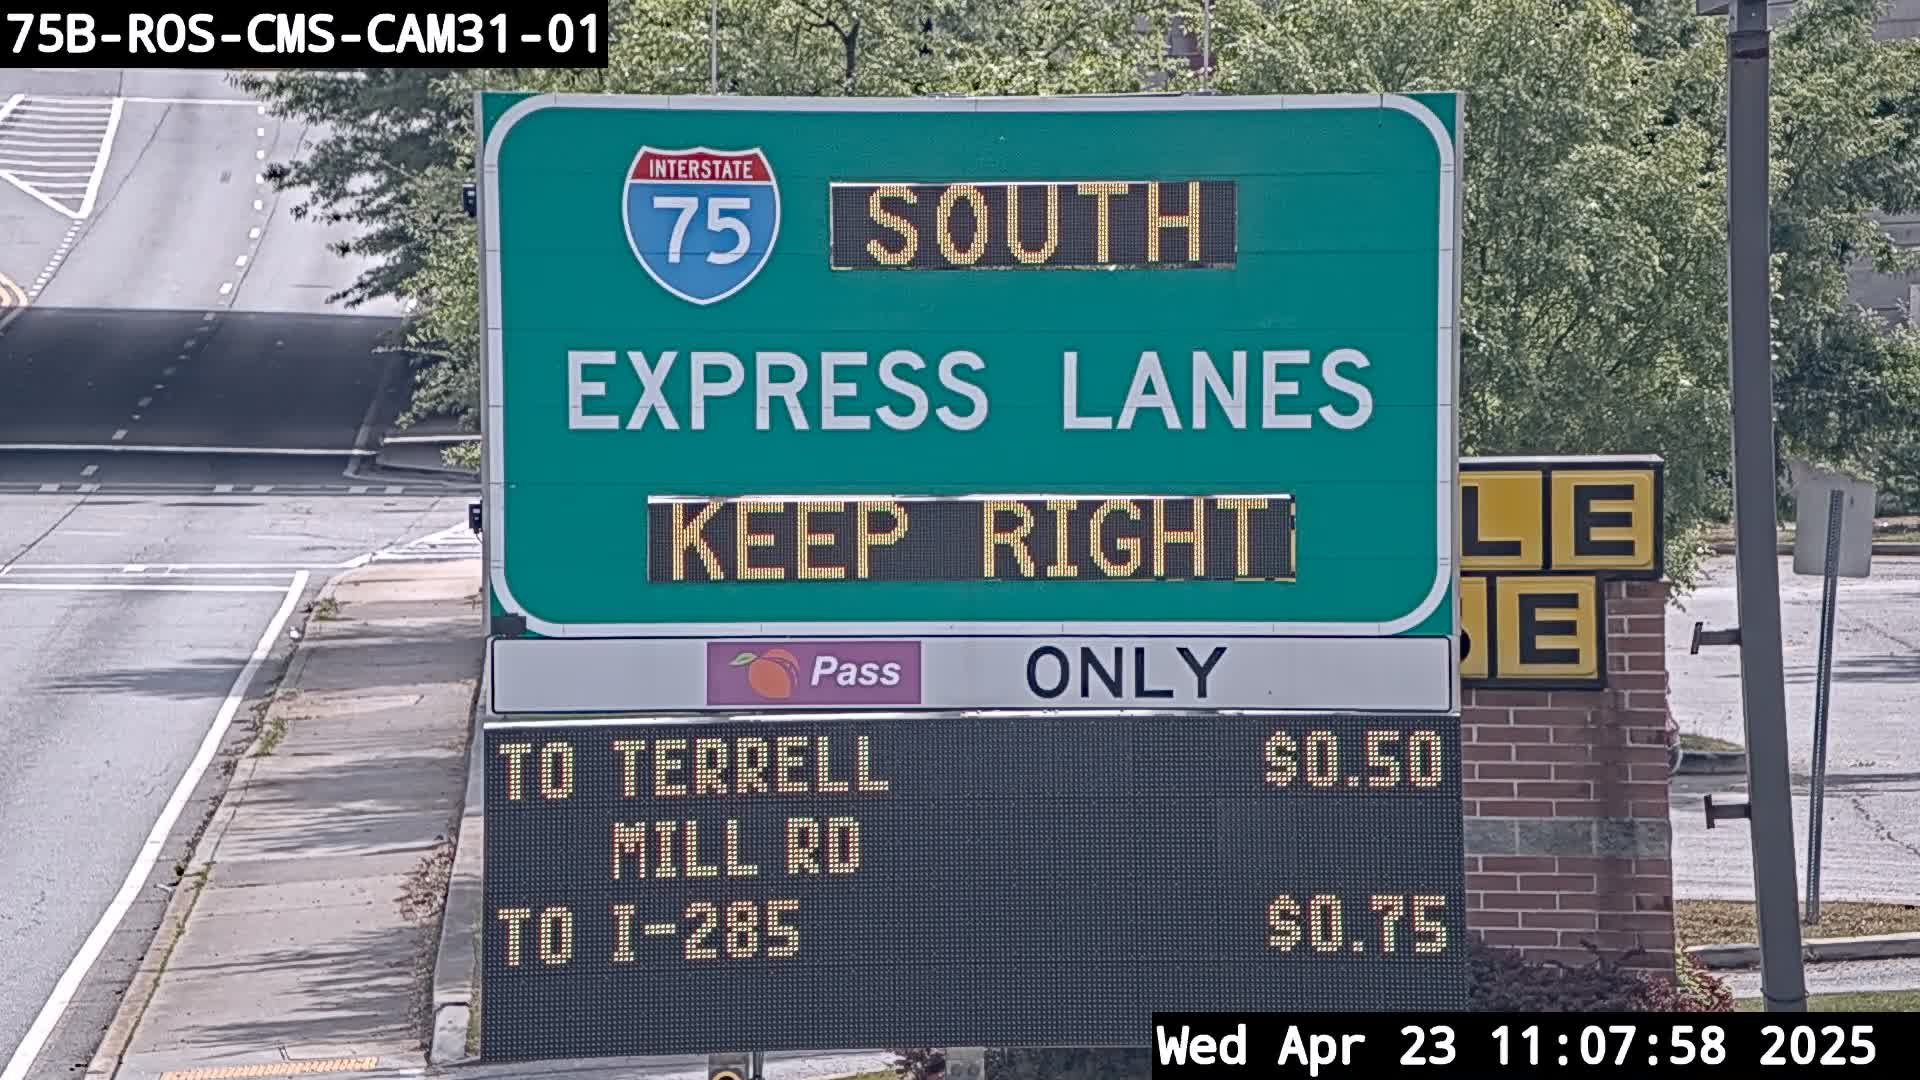 75B-ROS-CMS-CAM31-01
INTERSTATE
75
SOUTH
EXPRESS LANES
KEEP RIGHT
Pass ONLY
TO TERRELL $0.50
MILL RD
TO I-285 $0.75
LE
E
Wed Apr 23 11:07:58 2025